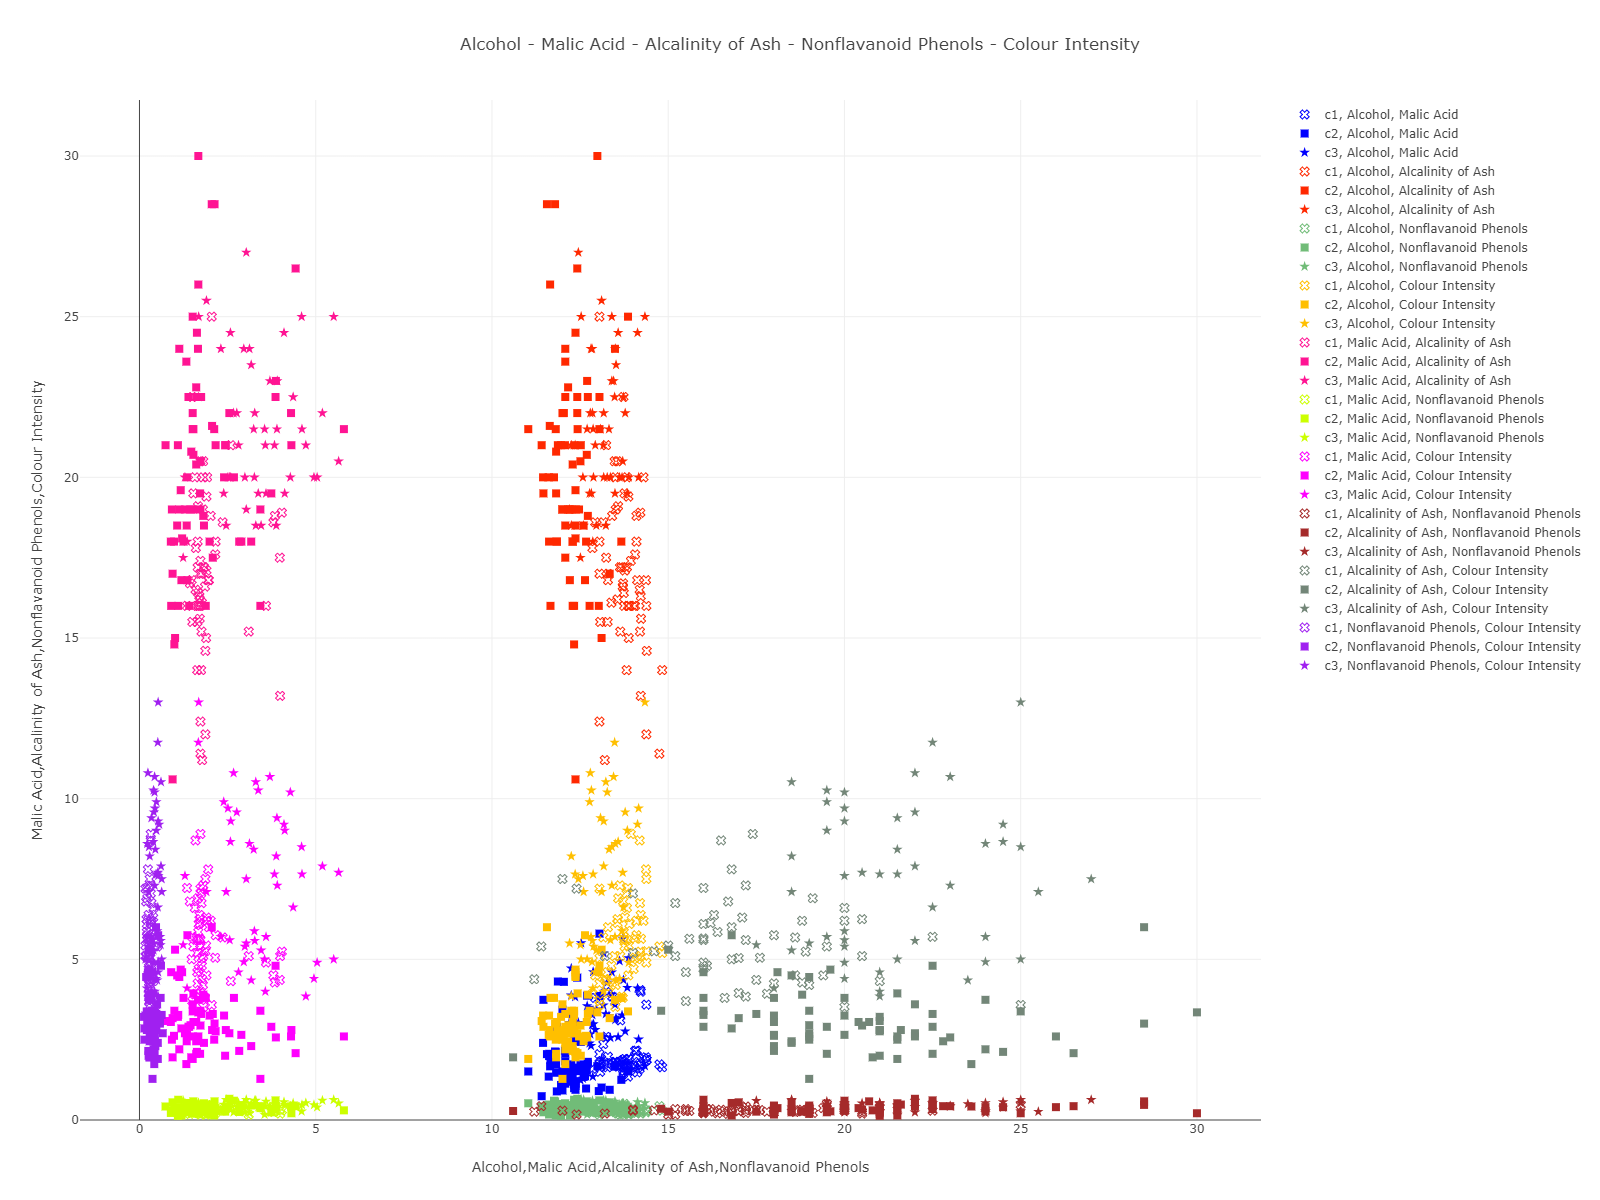 Alcohol - Malic Acid - Alcalinity of Ash - Nonflavanoid Phenols - Colour Intensity
Malic Acid,Alcalinity of Ash,Nonflavanoid Phenols,Colour Intensity
30
25
20
15
10
5
0
0
5
10
15
20
25
30
Alcohol,Malic Acid,Alcalinity of Ash,Nonflavanoid Phenols
c1, Alcohol, Malic Acid
c2, Alcohol, Malic Acid
c3, Alcohol, Malic Acid
c1, Alcohol, Alcalinity of Ash
c2, Alcohol, Alcalinity of Ash
c3, Alcohol, Alcalinity of Ash
c1, Alcohol, Nonflavanoid Phenols
c2, Alcohol, Nonflavanoid Phenols
c3, Alcohol, Nonflavanoid Phenols
c1, Alcohol, Colour Intensity
c2, Alcohol, Colour Intensity
c3, Alcohol, Colour Intensity
c1, Malic Acid, Alcalinity of Ash
c2, Malic Acid, Alcalinity of Ash
c3, Malic Acid, Alcalinity of Ash
c1, Malic Acid, Nonflavanoid Phenols
c2, Malic Acid, Nonflavanoid Phenols
c3, Malic Acid, Nonflavanoid Phenols
c1, Malic Acid, Colour Intensity
c2, Malic Acid, Colour Intensity
c3, Malic Acid, Colour Intensity
c1, Alcalinity of Ash, Nonflavanoid Phenols
c2, Alcalinity of Ash, Nonflavanoid Phenols
c3, Alcalinity of Ash, Nonflavanoid Phenols
c1, Alcalinity of Ash, Colour Intensity
c2, Alcalinity of Ash, Colour Intensity
c3, Alcalinity of Ash, Colour Intensity
c1, Nonflavanoid Phenols, Colour Intensity
c2, Nonflavanoid Phenols, Colour Intensity
c3, Nonflavanoid Phenols, Colour Intensity